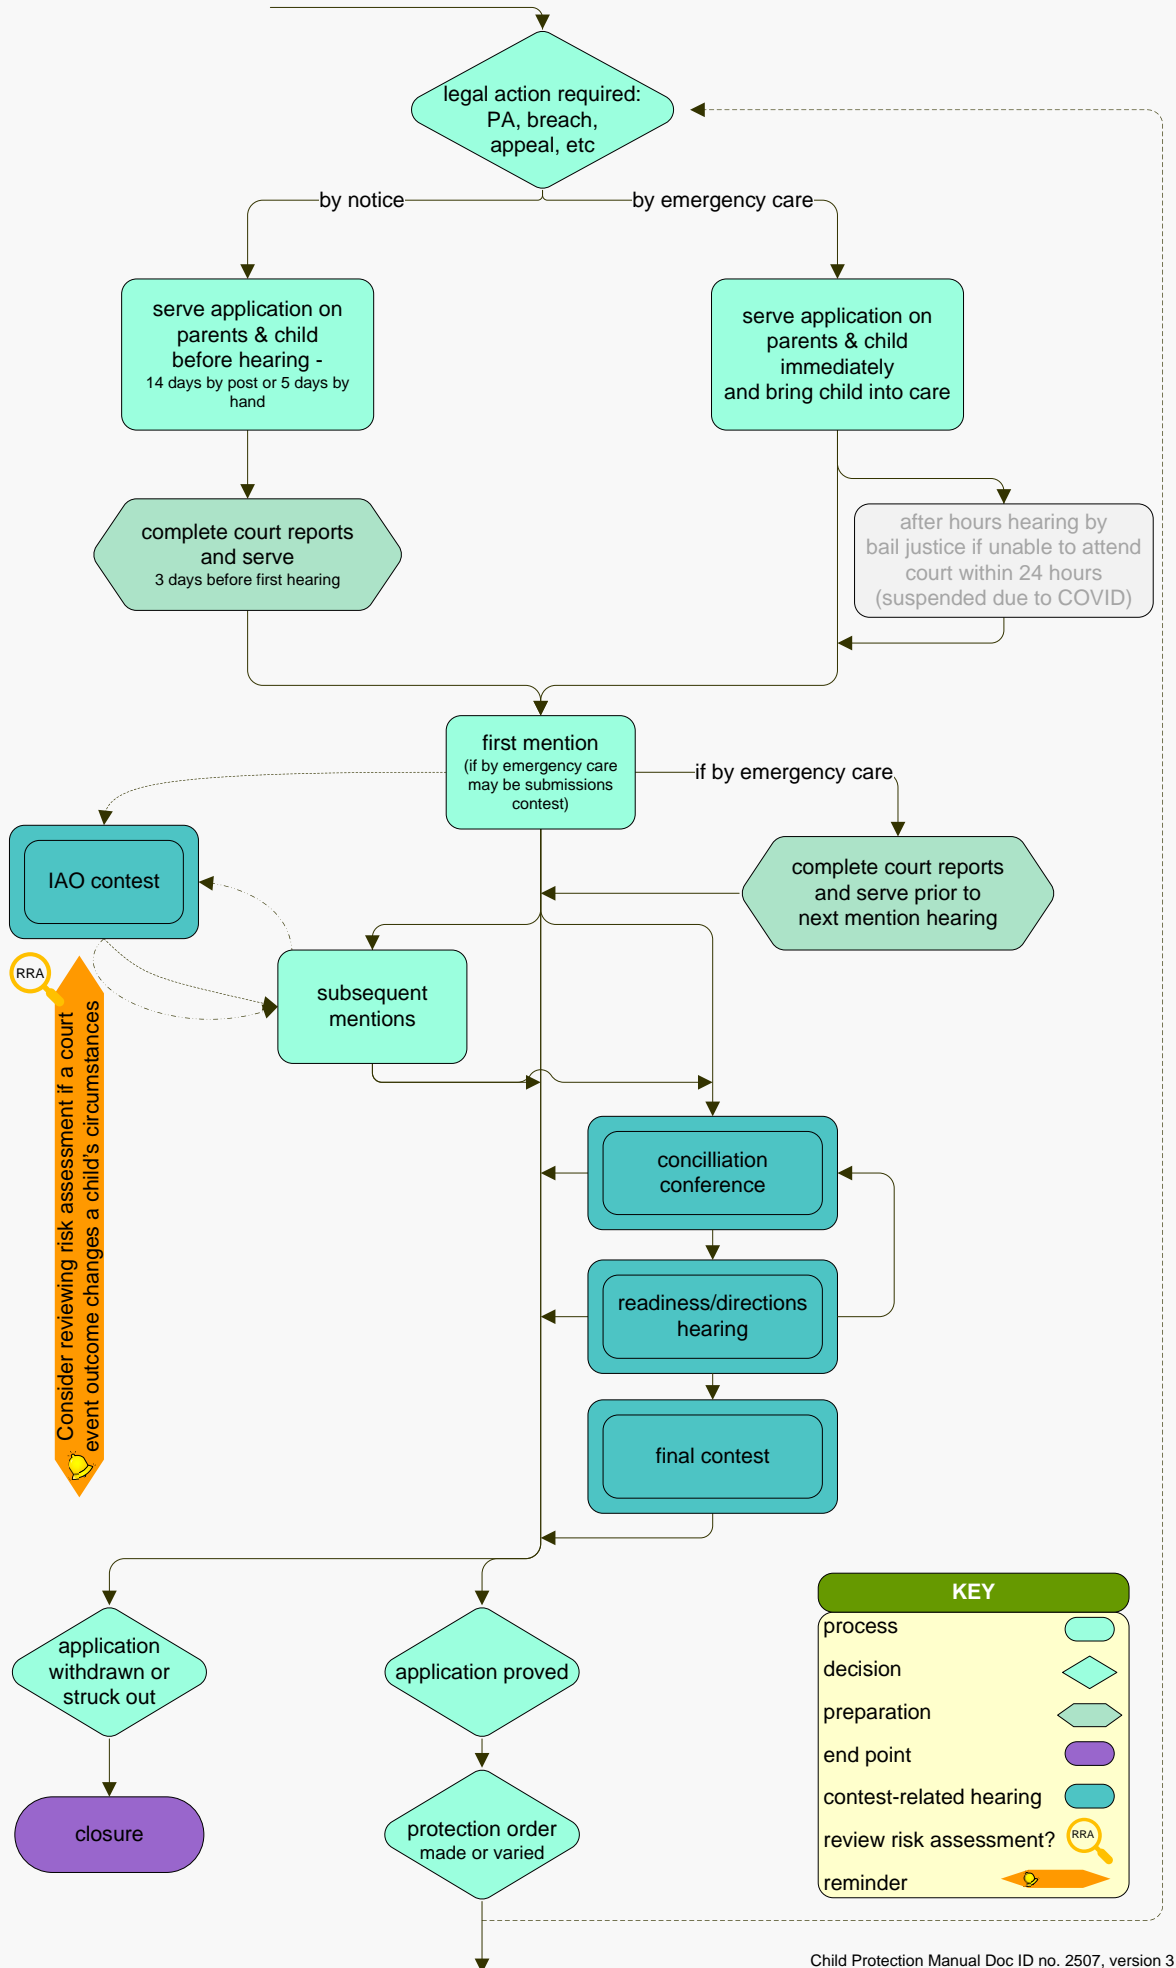 legal action required:
PA, breach,
appeal, etc
by notice
by emergency care
serve application on
parents & child
before hearing -
14 days by post or 5 days by
hand
serve application on
parents & child
immediately
and bring child into care
complete court reports
and serve
3 days before first hearing
after hours hearing by
bail justice if unable to attend
court within 24 hours
(suspended due to COVID)
first mention
(if by emergency care
may be submissions
contest)
if by emergency care
IAO contest
complete court reports
and serve prior to
next mention hearing
RRA
subsequent
mentions
Consider reviewing risk assessment if a court
event outcome changes a child's circumstances
concilliation
conference
readiness/directions
hearing
final contest
application
withdrawn or
struck out
application proved
closure
protection order
made or varied
KEY
process
decision
preparation
end point
contest-related hearing
review risk assessment?
RRA
reminder
Child Protection Manual Doc ID no. 2507, version 3